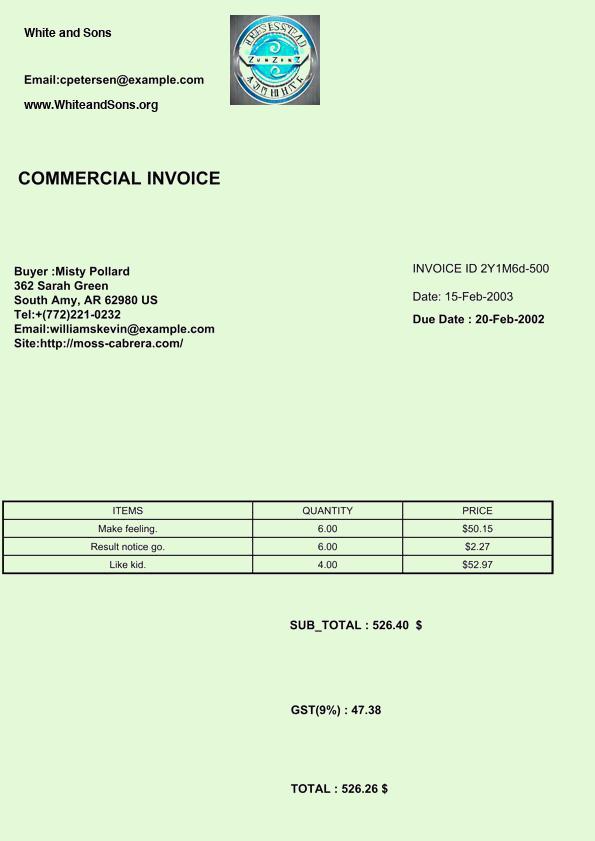 White and Sons
Email:cpetersen@example.com
www.WhiteandSons.org
COMMERCIAL INVOICE
Buyer :Misty Pollard
362 Sarah Green
South Amy, AR 62980 US
Tel:+(772)221-0232
Email:williamskevin@example.com
Site:http://moss-cabrera.com/
INVOICE ID 2Y1M6d-500
Date: 15-Feb-2003
Due Date : 20-Feb-2002
ITEMS QUANTITY PRICE
Make feeling. 6.00 $50.15
Result notice go. 6.00 $2.27
Like kid. 4.00 $52.97
SUB_TOTAL : 526.40 $
GST(9%) : 47.38
TOTAL : 526.26 $